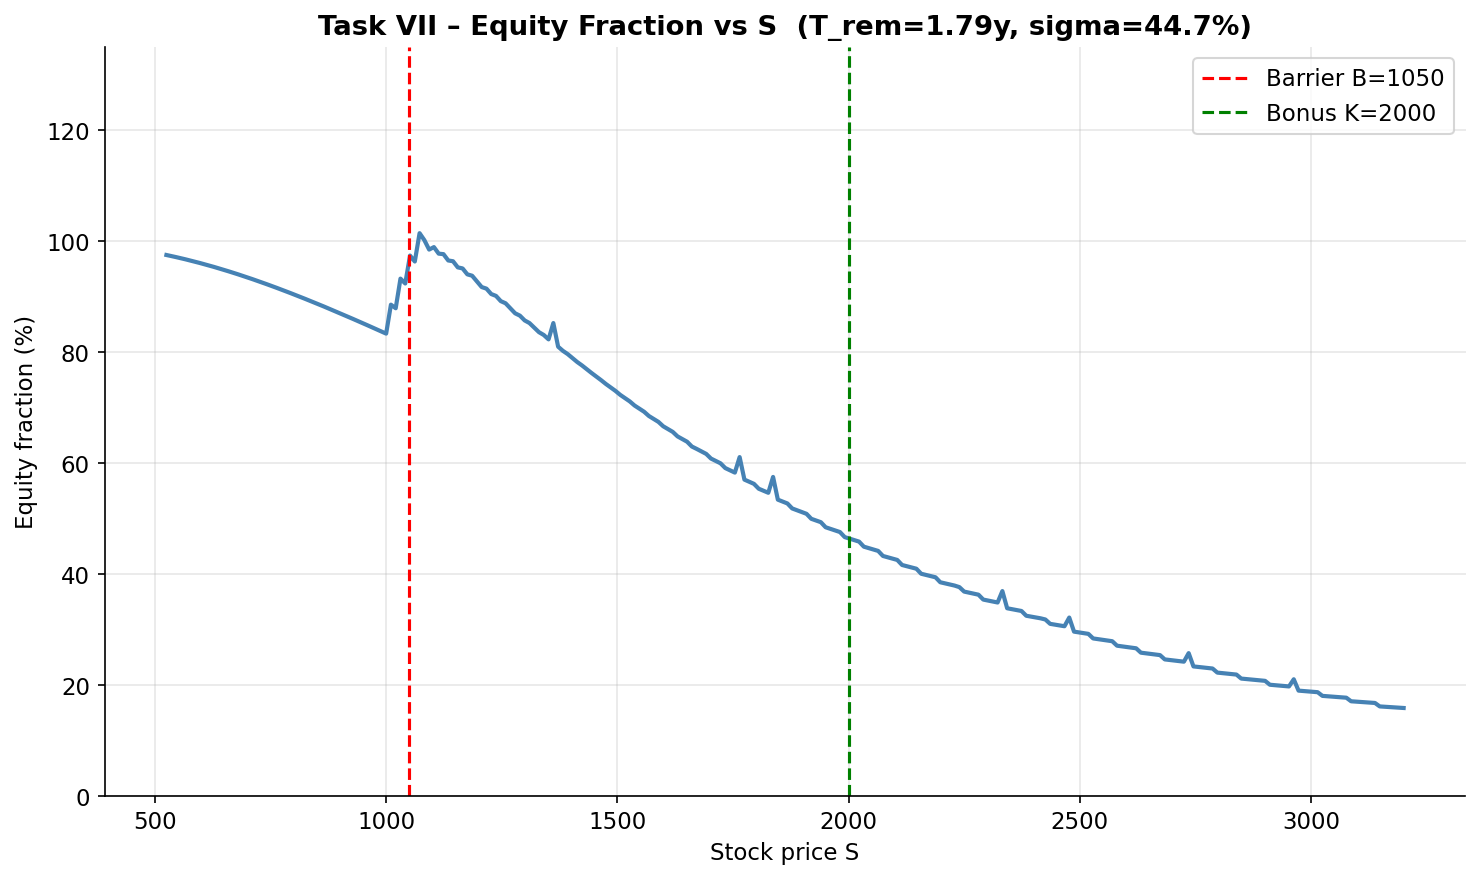 Task VII – Equity Fraction vs S  (T_rem=1.79y, sigma=44.7%)
Barrier B=1050
Bonus K=2000
Equity fraction (%)
120
100
80
60
40
20
0
500 1000 1500 2000 2500 3000
Stock price S